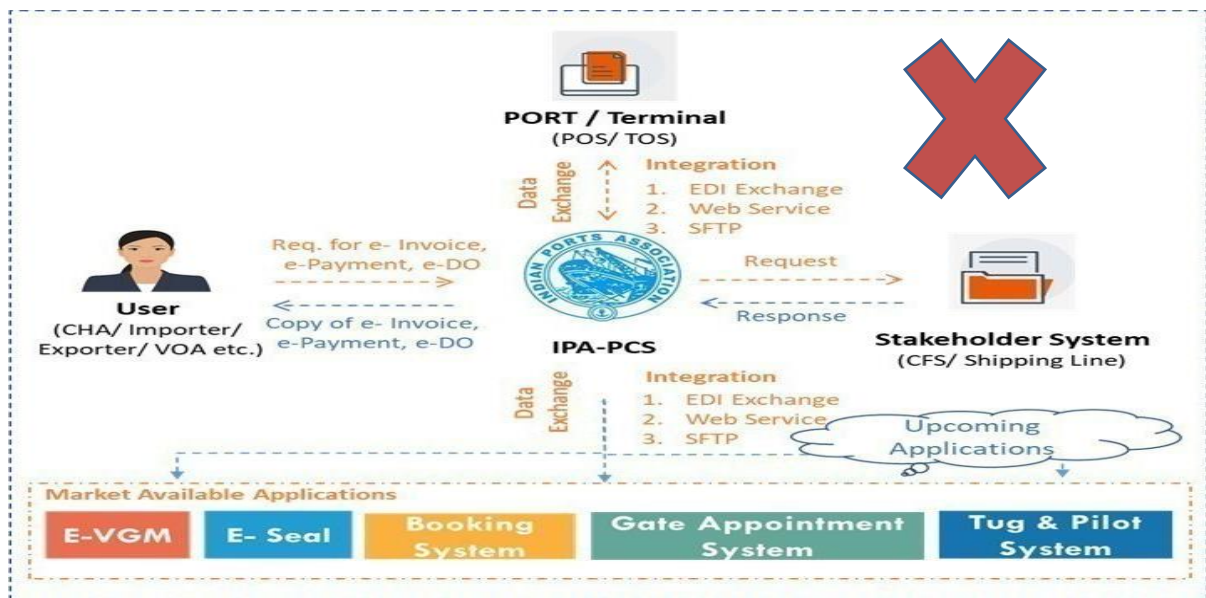 PORT / Terminal
(POS/ TOS)
Data
Exchange
Integration
1. EDI Exchange
2. Web Service
3. SFTP
Req. for e- Invoice,
e-Payment, e-DO
INDIAN PORTS ASSOCIATION
Request
User
(CHA/ Importer/
Exporter/ VOA etc.)
Copy of e- Invoice,
e-Payment, e-DO
Response
IPA-PCS
Stakeholder System
(CFS/ Shipping Line)
Data
Exchange
Integration
1. EDI Exchange
2. Web Service
3. SFTP
Upcoming
Applications
Market Available Applications
E-VGM
E- Seal
Booking
System
Gate Appointment
System
Tug & Pilot
System